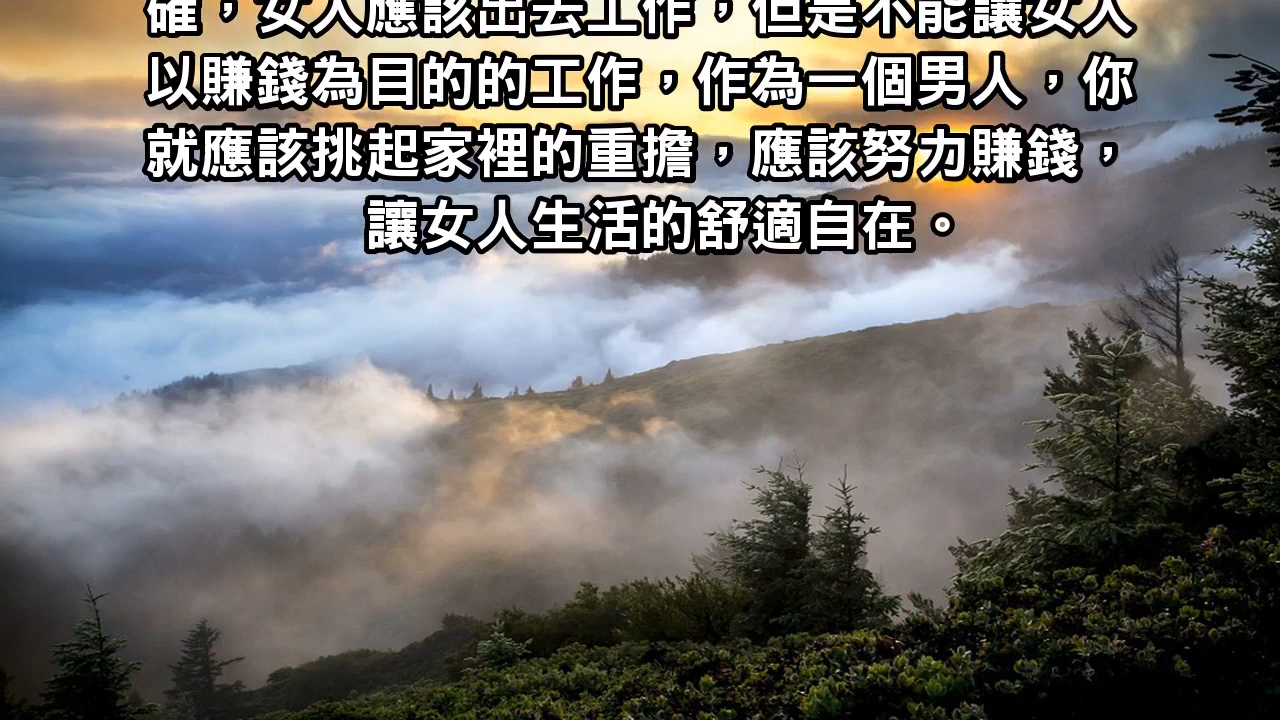 確，女人應該出去工作，但是不能讓女人
以賺錢為目的的工作，作為一個男人，你
就應該挑起家裡的重擔，應該努力賺錢，
讓女人生活的舒適自在。